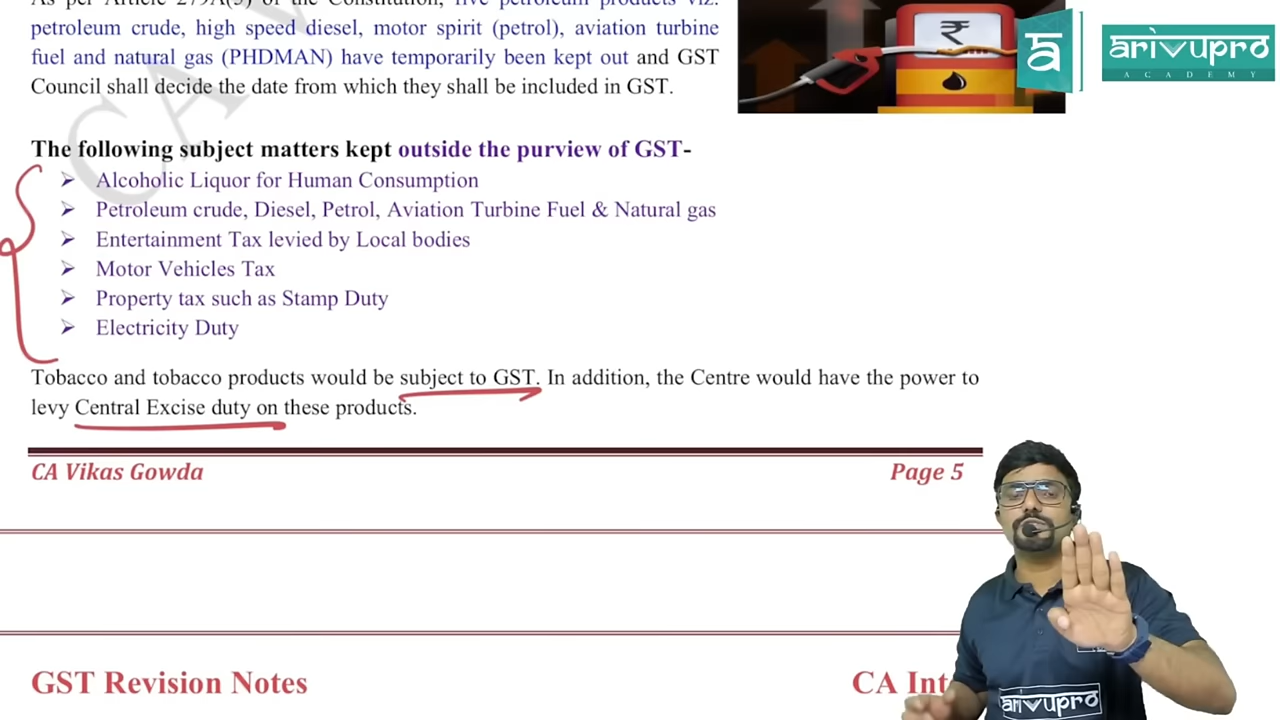 As per Article 279A(5) of the Constitution, five petroleum products viz.
petroleum crude, high speed diesel, motor spirit (petrol), aviation turbine
fuel and natural gas (PHDMAN) have temporarily been kept out and GST
Council shall decide the date from which they shall be included in GST.
₹
arivupro
ACADEMY
The following subject matters kept outside the purview of GST-
➢ Alcoholic Liquor for Human Consumption
➢ Petroleum crude, Diesel, Petrol, Aviation Turbine Fuel & Natural gas
➢ Entertainment Tax levied by Local bodies
➢ Motor Vehicles Tax
➢ Property tax such as Stamp Duty
➢ Electricity Duty
Tobacco and tobacco products would be subject to GST. In addition, the Centre would have the power to
levy Central Excise duty on these products.
CA Vikas Gowda Page 5
GST Revision Notes CA Int
arivupro